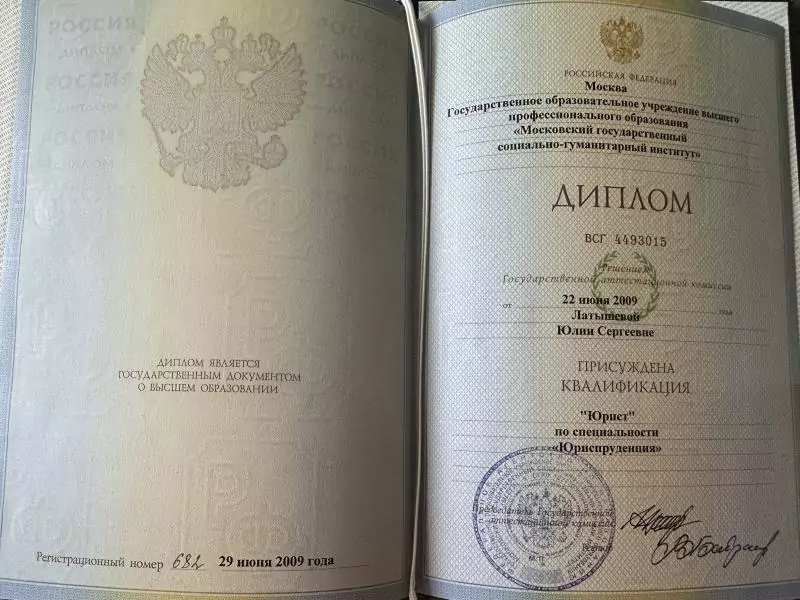 ДИПЛОМ ЯВЛЯЕТСЯ
ГОСУДАРСТВЕННЫМ ДОКУМЕНТОМ
О ВЫСШЕМ ОБРАЗОВАНИИ
Регистрационный номер 682 29 июня 2009 года
РОССИЙСКАЯ ФЕДЕРАЦИЯ
Москва
Государственное образовательное учреждение высшего
профессионального образования
«Московский государственный
социально-гуманитарный институт»
ДИПЛОМ
ВСГ 4493015
Решением
Государственной аттестационной комиссии
от 22 июня 2009 года
Латышевой
Юлии Сергеевне
ПРИСУЖДЕНА
КВАЛИФИКАЦИЯ
"Юрист"
по специальности
«Юриспруденция»
Председатель Государственной
аттестационной комиссии
Ректор
М.П.